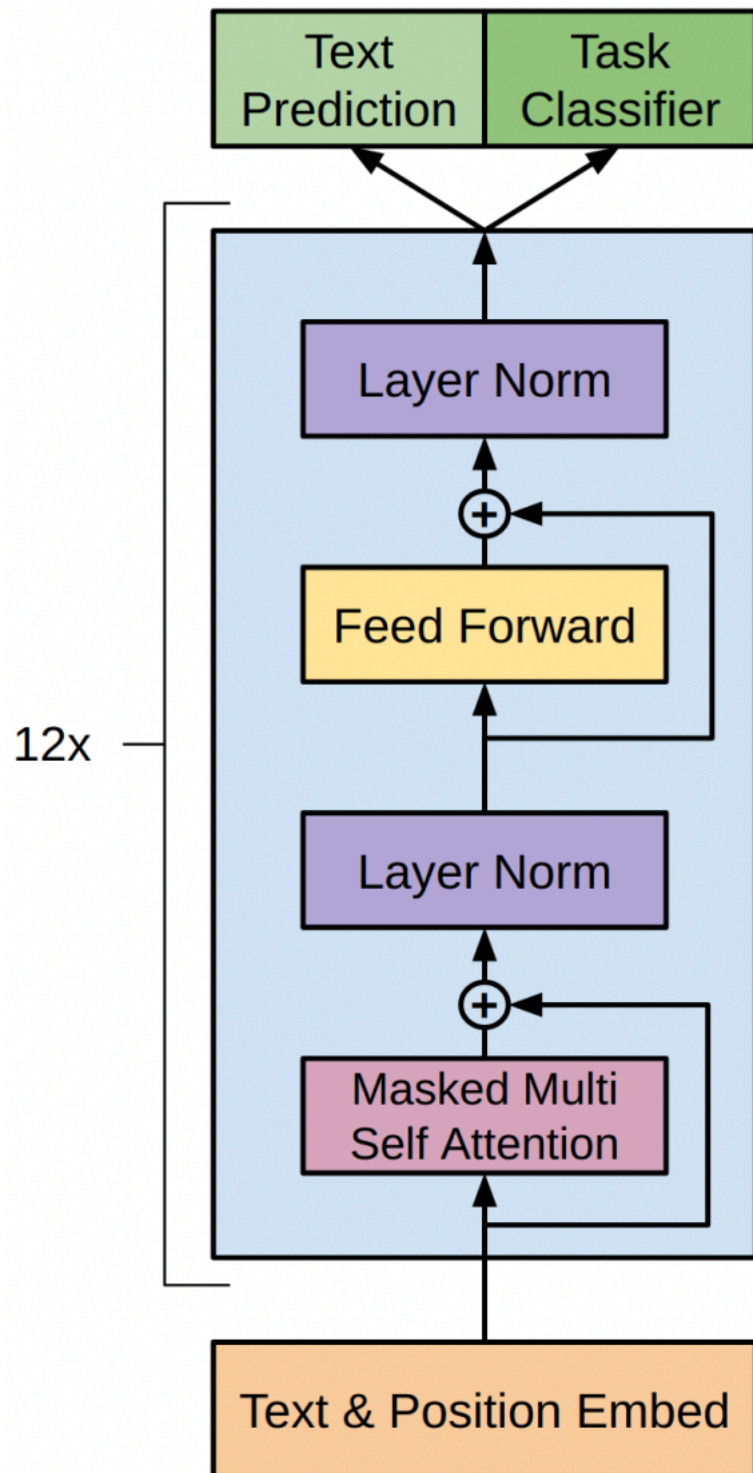 Text
Prediction
Task
Classifier
Layer Norm
+
Feed Forward
12x
Layer Norm
+
Masked Multi
Self Attention
Text & Position Embed